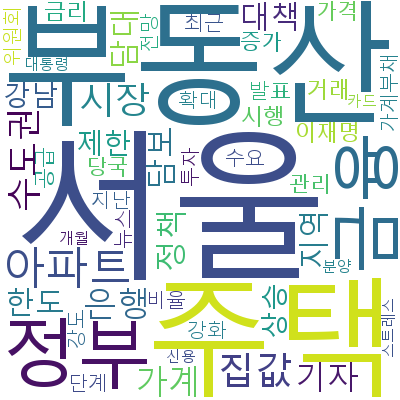 위원회
금리
담대
전망
최근
대책
가격
대통령
부동산
증가
강남
시장
확대
발표
거래
카드
가계부채
수도권
공급
제한
당국
담보
투자
수요
시행
이재명
서울
관리
금융
지난
뉴스
정책
지역
개월
아파트
분양
한도
은행
비율
상승
강도
강화
주택
스트레스
정부
단계
가계
신용
집값
기자